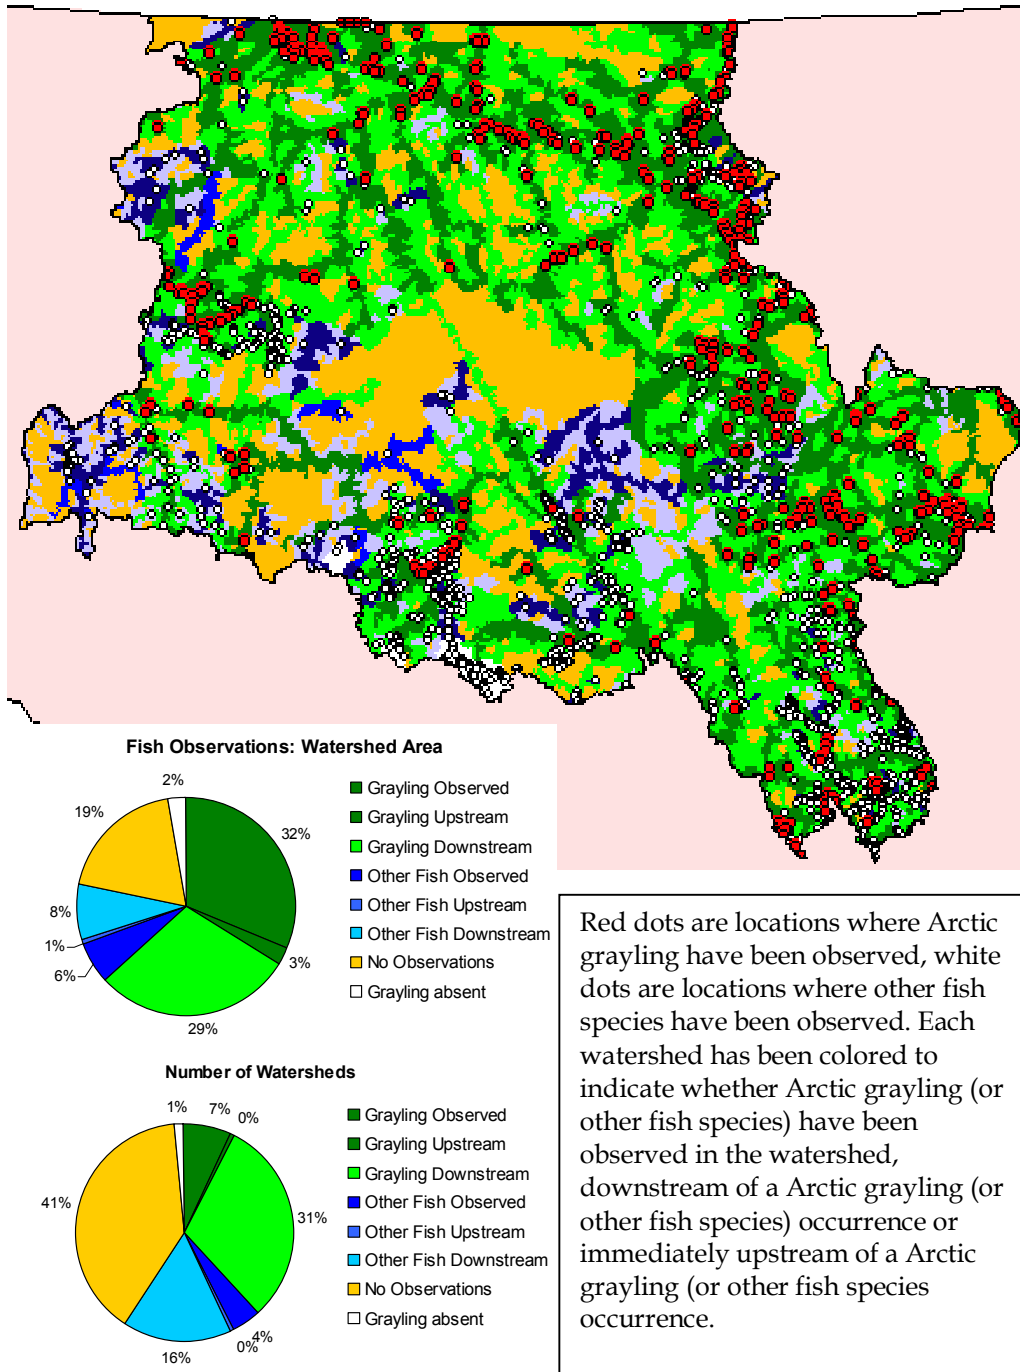 Fish Observations: Watershed Area
2%
19%
32%
8%
1%
6%
3%
29%
Grayling Observed
Grayling Upstream
Grayling Downstream
Other Fish Observed
Other Fish Upstream
Other Fish Downstream
No Observations
Grayling absent
Number of Watersheds
1%
7%
0%
41%
31%
4%
0%
16%
Grayling Observed
Grayling Upstream
Grayling Downstream
Other Fish Observed
Other Fish Upstream
Other Fish Downstream
No Observations
Grayling absent
Red dots are locations where Arctic
grayling have been observed, white
dots are locations where other fish
species have been observed. Each
watershed has been colored to
indicate whether Arctic grayling (or
other fish species) have been
observed in the watershed,
downstream of a Arctic grayling (or
other fish species) occurrence or
immediately upstream of a Arctic
grayling (or other fish species
occurrence.